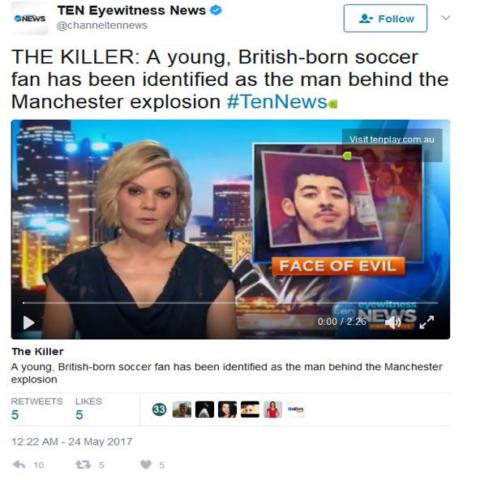 TEN Eyewitness News
@channeltennews
Follow
NEWS
THE KILLER: A young, British-born soccer
fan has been identified as the man behind the
Manchester explosion #TenNews
Visit tenplay.com.au
FACE OF EVIL
eyewitness
NEWS
0:00 / 2:26
The Killer
A young, British-born soccer fan has been identified as the man behind the Manchester
explosion
RETWEETS LIKES
5 5
33
12:22 AM - 24 May 2017
10 5 5